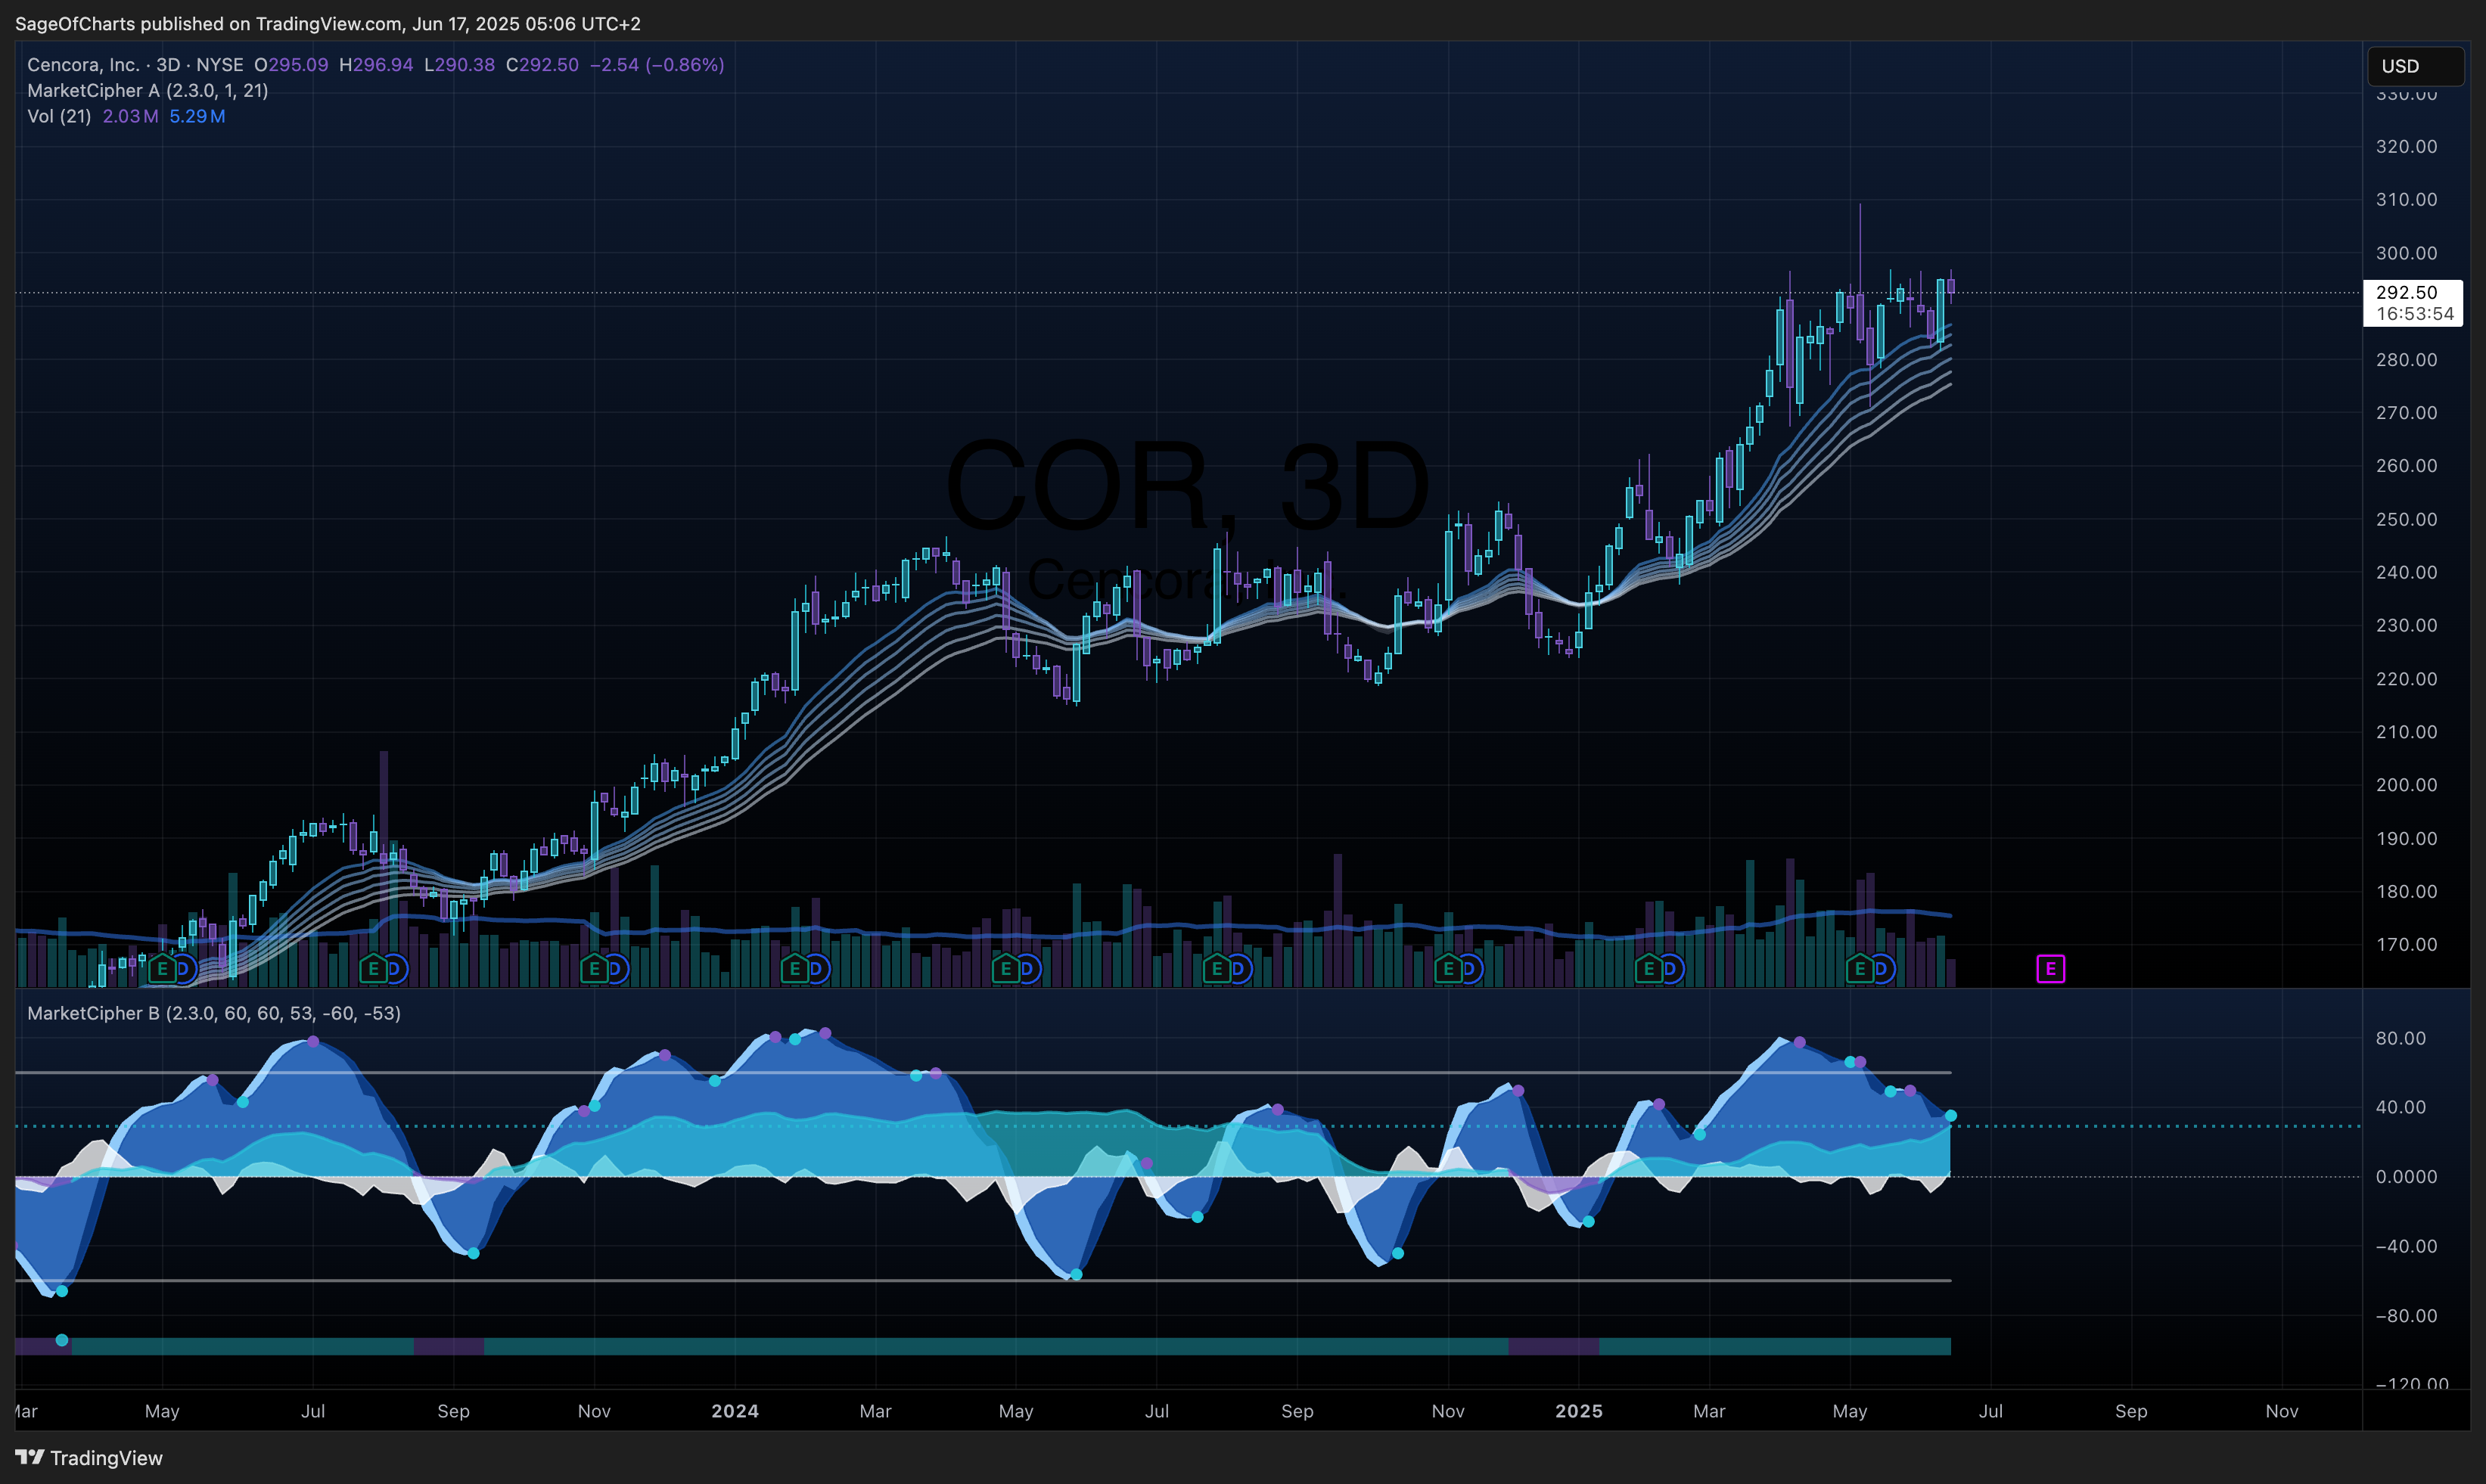 SageOfCharts published on TradingView.com, Jun 17, 2025 05:06 UTC+2
Cencora, Inc. · 3D · NYSE O295.09 H296.94 L290.38 C292.50 −2.54 (−0.86%)
MarketCipher A (2.3.0, 1, 21)
Vol (21) 2.03 M 5.29 M
USD
330.00
320.00
310.00
300.00
292.50
16:53:54
280.00
270.00
260.00
250.00
240.00
230.00
220.00
210.00
200.00
190.00
180.00
170.00
COR, 3D
Cencora, Inc.
E D E D E D E D E D E D E D E D E D E
MarketCipher B (2.3.0, 60, 60, 53, -60, -53)
80.00
40.00
0.0000
−40.00
−80.00
−120.00
Mar May Jul Sep Nov 2024 Mar May Jul Sep Nov 2025 Mar May Jul Sep Nov
TradingView